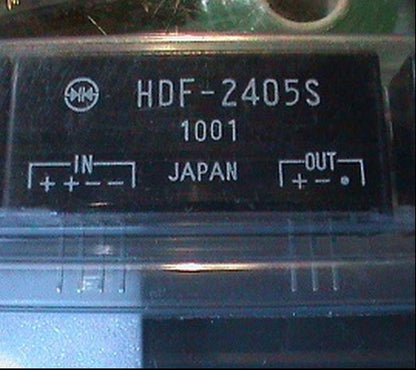 HDF-2405S
1001
IN JAPAN OUT
++-- +-•